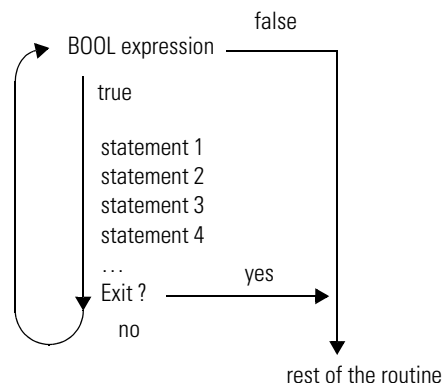 false
BOOL expression
true
statement 1
statement 2
statement 3
statement 4
…
Exit ?
yes
no
rest of the routine